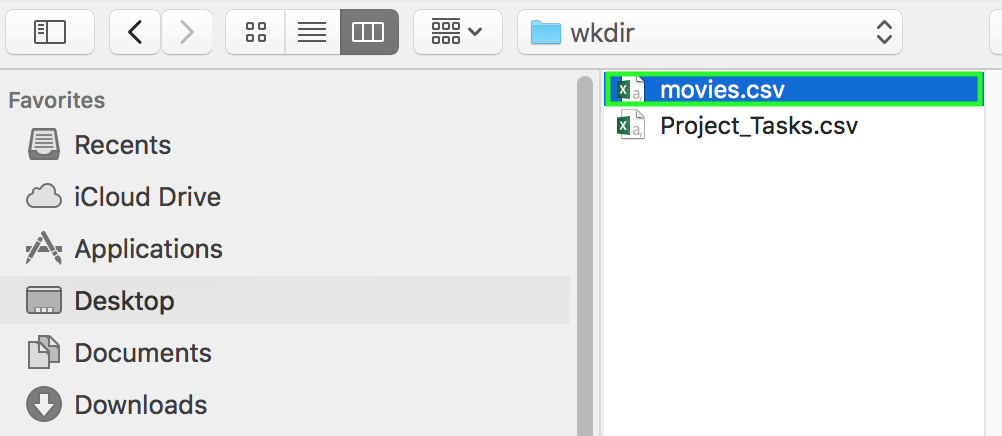 wkdir
Favorites
Recents
iCloud Drive
Applications
Desktop
Documents
Downloads
movies.csv
Project_Tasks.csv